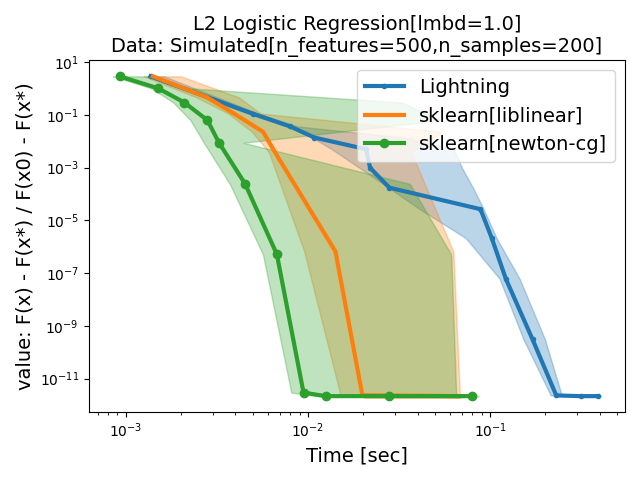 L2 Logistic Regression[lmbd=1.0]
Data: Simulated[n_features=500,n_samples=200]
value: F(x) - F(x*) / F(x0) - F(x*)
10¹
10⁻¹
10⁻³
10⁻⁵
10⁻⁷
10⁻⁹
10⁻¹¹
Lightning
sklearn[liblinear]
sklearn[newton-cg]
10⁻³ 10⁻² 10⁻¹
Time [sec]